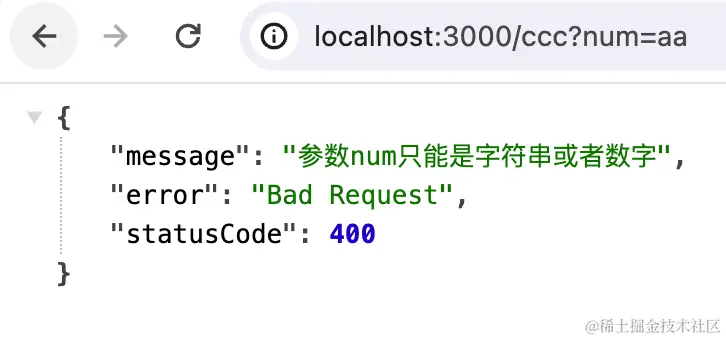 localhost:3000/ccc?num=aa
{
"message": "参数num只能是字符串或者数字",
"error": "Bad Request",
"statusCode": 400
}
@稀土掘金技术社区